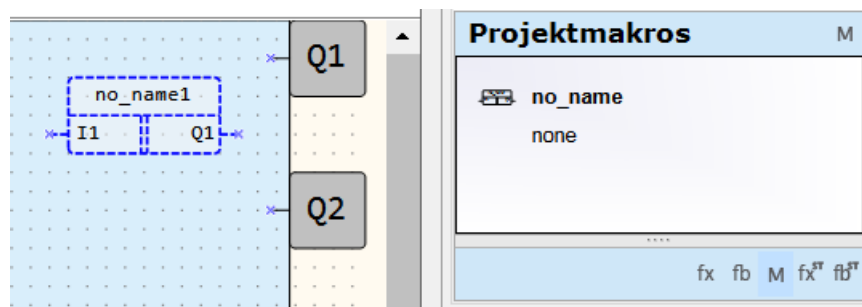 Q1
no_name1
I1 Q1
Q2
Projektmakros M
no_name
none
fx fb M fxST fbST